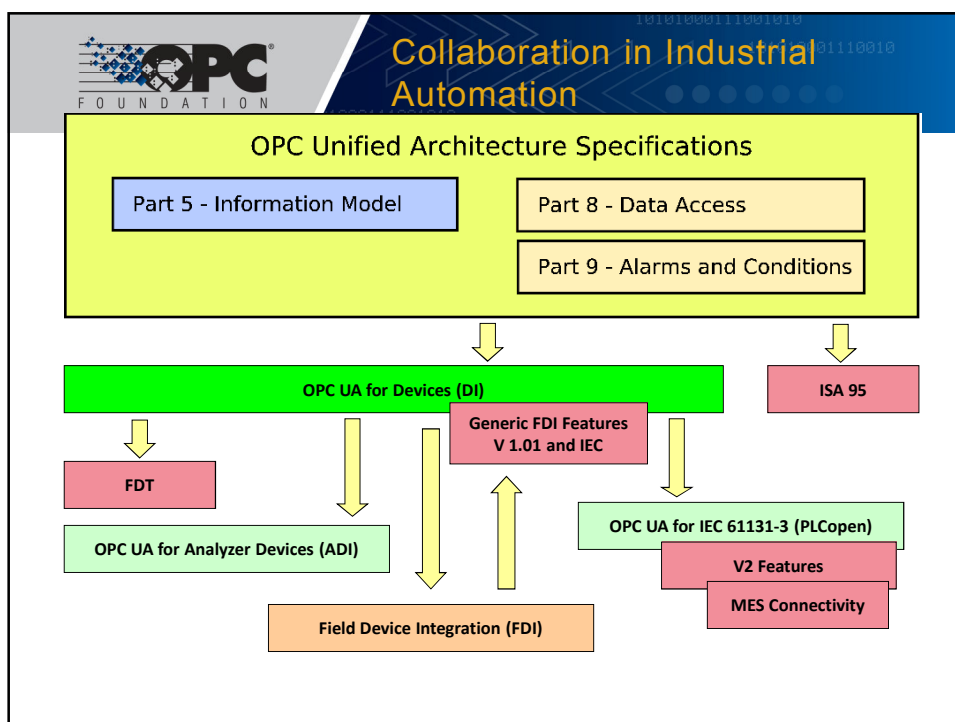 10101000111001010
OPC®
FOUNDATION
Collaboration in Industrial
Automation
OPC Unified Architecture Specifications
Part 5 - Information Model
Part 8 - Data Access
Part 9 - Alarms and Conditions
OPC UA for Devices (DI)
ISA 95
Generic FDI Features
V 1.01 and IEC
FDT
OPC UA for IEC 61131-3 (PLCopen)
OPC UA for Analyzer Devices (ADI)
V2 Features
MES Connectivity
Field Device Integration (FDI)